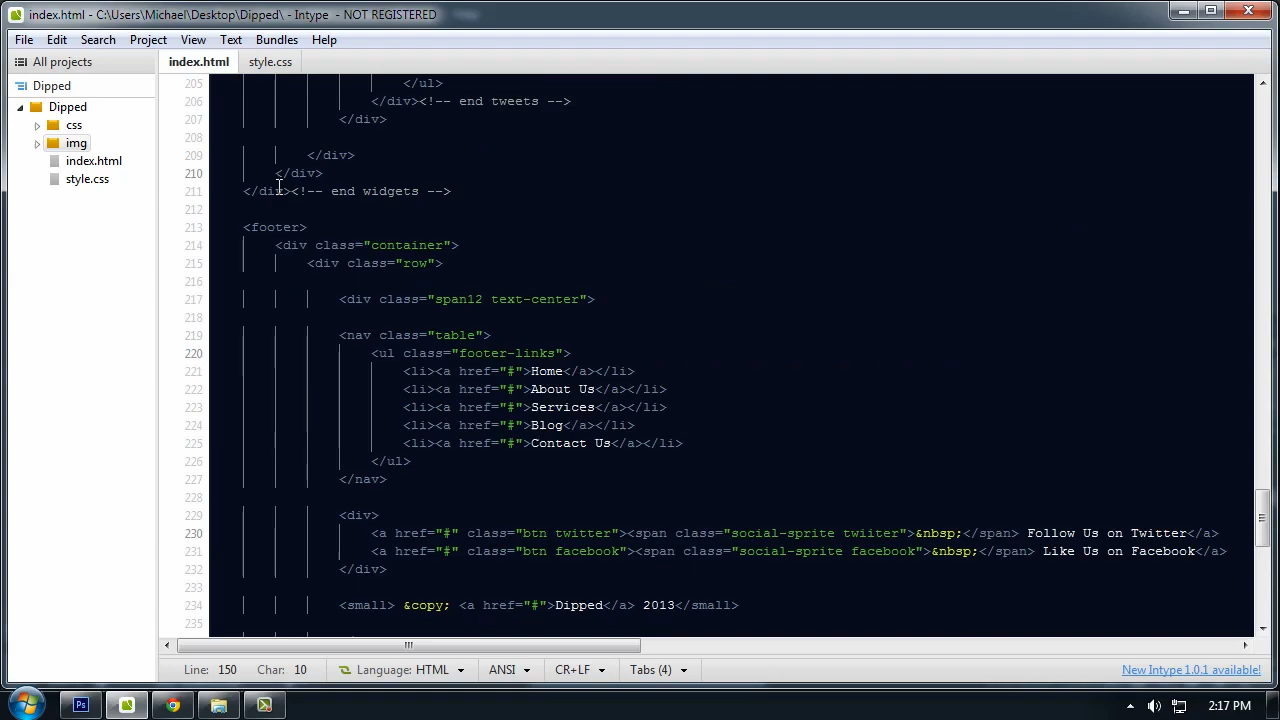 index.html - C:\Users\Michael\Desktop\Dipped\ - Intype - NOT REGISTERED
File Edit Search Project View Text Bundles Help
All projects
index.html style.css
Dipped
Dipped
css
img
index.html
style.css
205 </ul>
206 </div><!-- end tweets -->
207 </div>
208
209 </div>
210 </div>
211 </div><!-- end widgets -->
212
213 <footer>
214 <div class="container">
215 <div class="row">
216
217 <div class="span12 text-center">
218
219 <nav class="table">
220 <ul class="footer-links">
221 <li><a href="#">Home</a></li>
222 <li><a href="#">About Us</a></li>
223 <li><a href="#">Services</a></li>
224 <li><a href="#">Blog</a></li>
225 <li><a href="#">Contact Us</a></li>
226 </ul>
227 </nav>
228
229 <div>
230 <a href="#" class="btn twitter"><span class="social-sprite twiiter">&nbsp;</span> Follow Us on Twitter</a>
231 <a href="#" class="btn facebook"><span class="social-sprite facebook">&nbsp;</span> Like Us on Facebook</a>
232 </div>
233
234 <small> &copy; <a href="#">Dipped</a> 2013</small>
235
Line: 150 Char: 10 Language: HTML ANSI CR+LF Tabs (4) New Intype 1.0.1 available!
Ps 2:17 PM